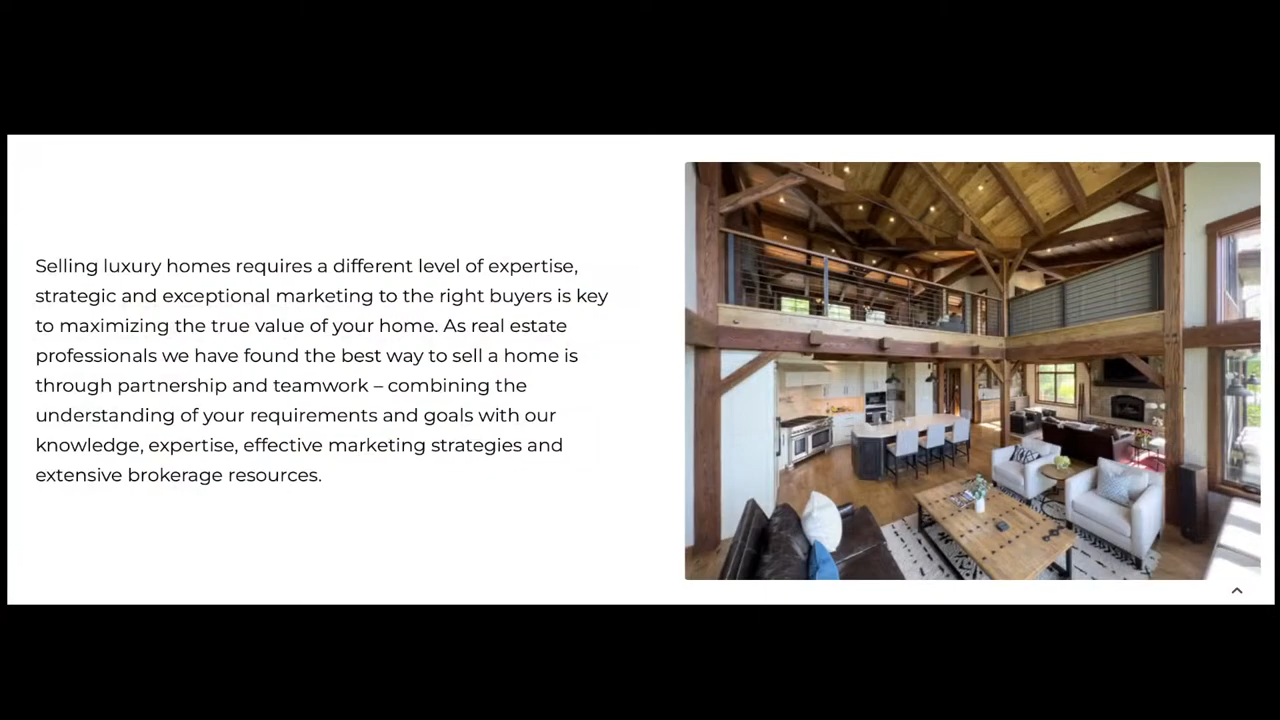 Selling luxury homes requires a different level of expertise,
strategic and exceptional marketing to the right buyers is key
to maximizing the true value of your home. As real estate
professionals we have found the best way to sell a home is
through partnership and teamwork – combining the
understanding of your requirements and goals with our
knowledge, expertise, effective marketing strategies and
extensive brokerage resources.